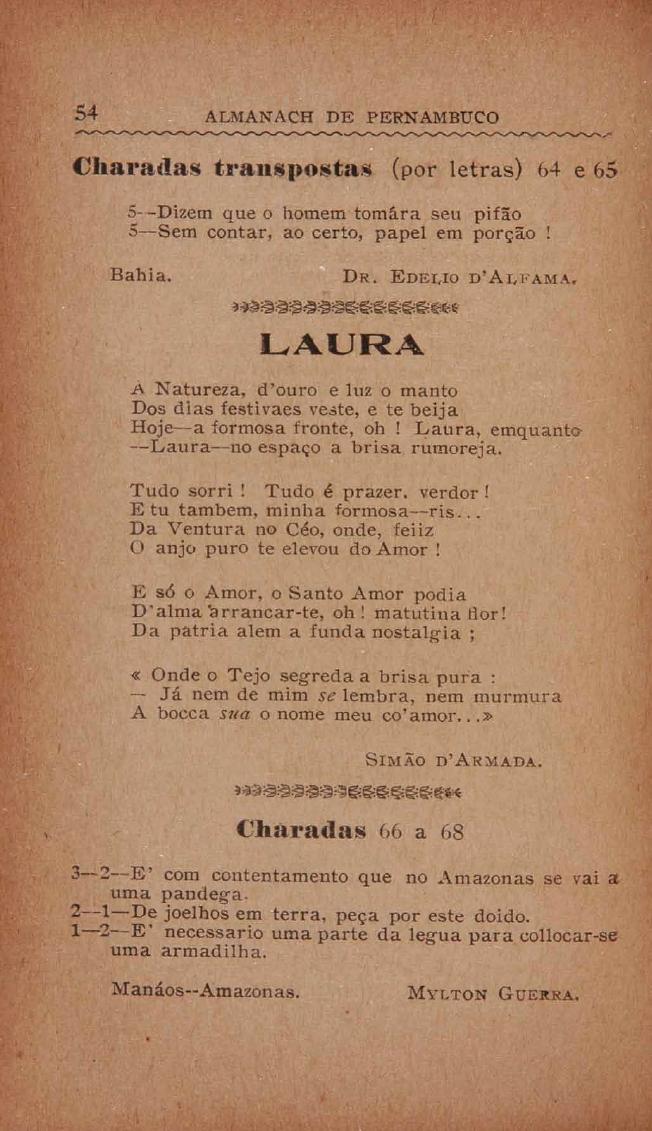 54 ALMANACH DE PERNAMBUCO
Charadas transpostas (por letras) 64 e 65
5--Dizem que o homem tomára seu pifão
5—Sem contar, ao certo, papel em porção !
Bahia. DR. EDELIO D'ALFAMA.
LAURA
A Natureza, d'ouro e luz o manto
Dos dias festivaes veste, e te beija
Hoje—a formosa fronte, oh ! Laura, emquanto
--Laura—no espaço a brisa rumoreja.
Tudo sorri ! Tudo é prazer. verdor !
E tu tambem, minha formosa--ris...
Da Ventura no Céo, onde, feiiz
O anjo puro te elevou do Amor !
E só o Amor, o Santo Amor podia
D'alma arrancar-te, oh ! matutina flor!
Da patria alem a funda nostalgia ;
« Onde o Tejo segreda a brisa pura :
— Já nem de mim se lembra, nem murmura
A bocca sua o nome meu co'amor...»
SIMÃO D'ARMADA.
Charadas 66 a 68
3—2--E' com contentamento que no Amazonas se vai a
uma pandega.
2--1—De joelhos em terra, peça por este doido.
1—2--E' necessario uma parte da legua para collocar-se
uma armadilha.
Manáos--Amazonas. MYLTON GUERRA.